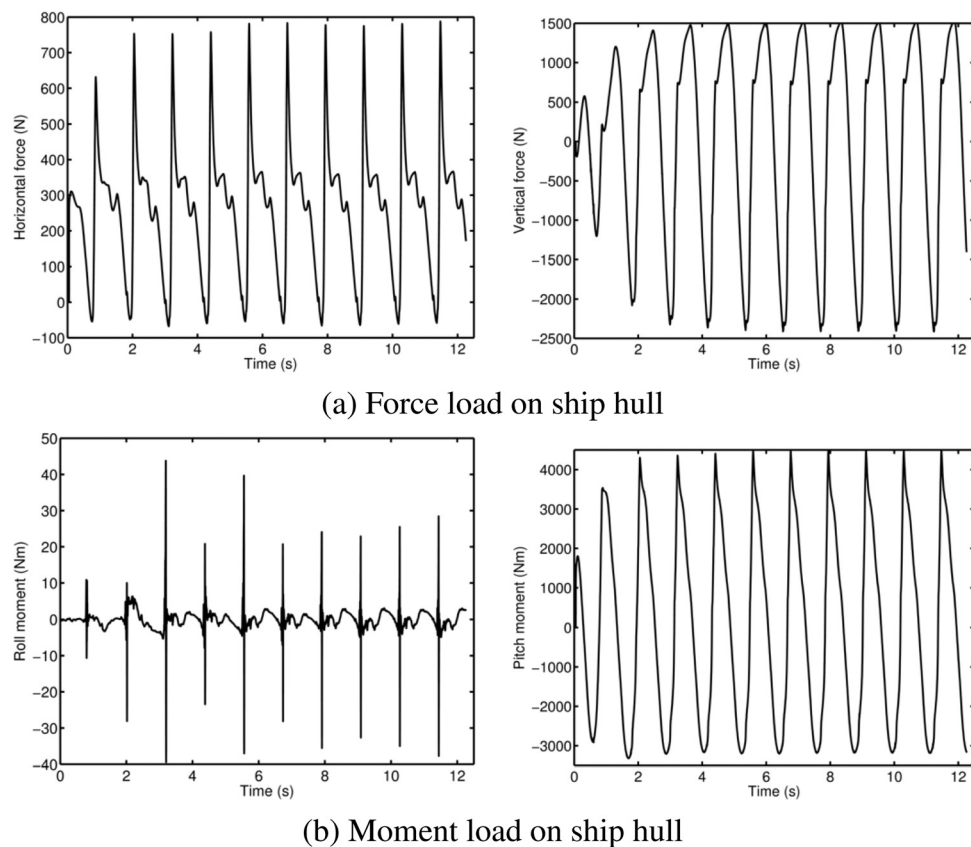 800
700
600
500
400
300
200
100
0
−100
Horizontal force (N)
0 2 4 6 8 10 12
Time (s)
1500
1000
500
0
−500
−1000
−1500
−2000
−2500
Vertical force (N)
0 2 4 6 8 10 12
Time (s)
(a) Force load on ship hull
50
40
30
20
10
0
−10
−20
−30
−40
Roll moment (Nm)
0 2 4 6 8 10 12
Time (s)
4000
3000
2000
1000
0
−1000
−2000
−3000
Pitch moment (Nm)
0 2 4 6 8 10 12
Time (s)
(b) Moment load on ship hull